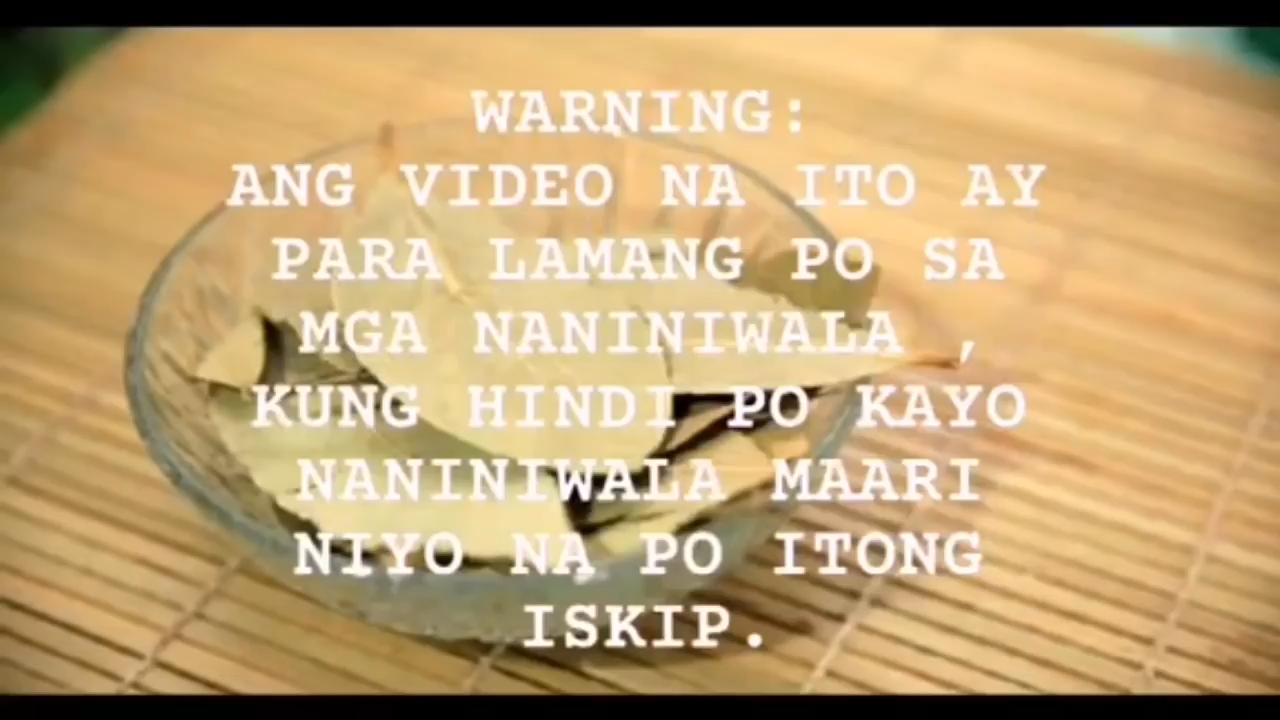 WARNING:
ANG VIDEO NA ITO AY
PARA LAMANG PO SA
MGA NANINIWALA ,
KUNG HINDI PO KAYO
NANINIWALA MAARI
NIYO NA PO ITONG
ISKIP.